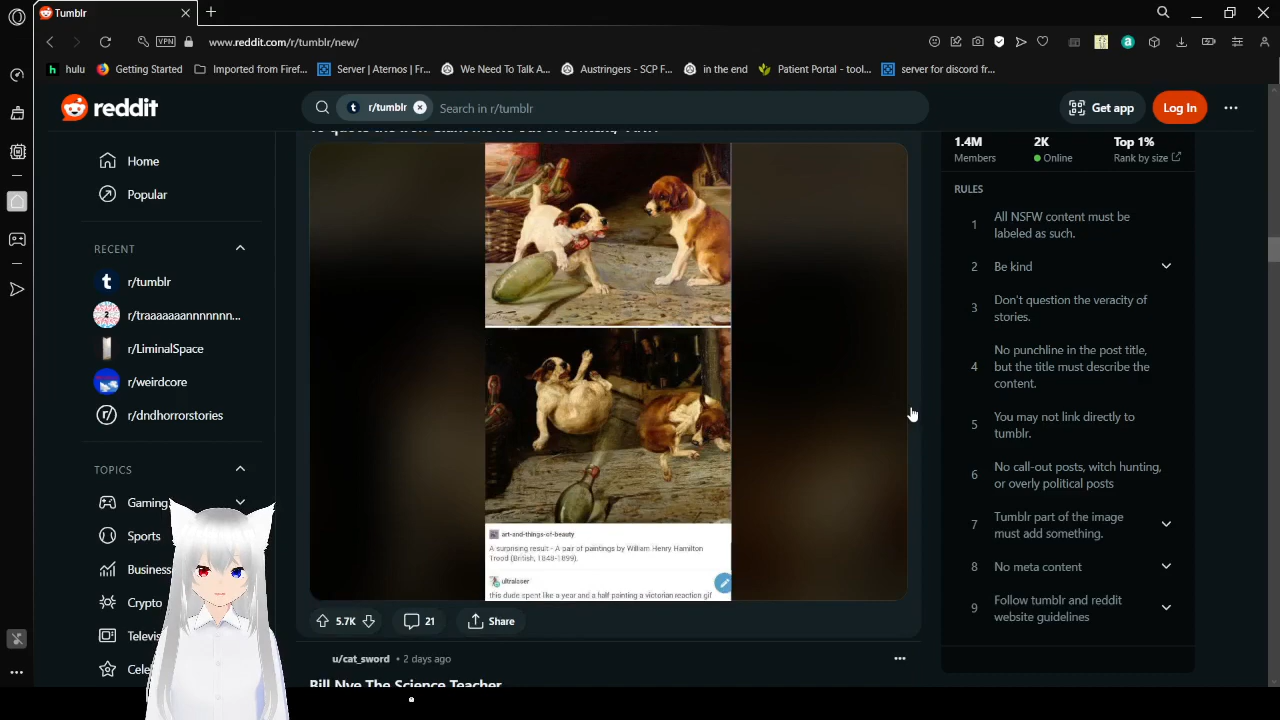 Tumblr
VPN
www.reddit.com/r/tumblr/new/
hulu
Getting Started
Imported from Firef...
Server | Aternos | Fr...
We Need To Talk A...
Austringers - SCP F...
in the end
Patient Portal - tool...
server for discord fr...
reddit
r/tumblr
Search in r/tumblr
Get app
Log In
Home
Popular
RECENT
r/tumblr
r/traaaaaaannnnnnn...
r/LiminalSpace
r/weirdcore
r/dndhorrorstories
TOPICS
Gaming
Sports
Business
Crypto
Televis
Cele
art-and-things-of-beauty
A surprising result - A pair of paintings by William Henry Hamilton
Trood (British, 1848-1899).
ultralaser
this dude spent like a year and a half painting a victorian reaction gif
5.7K
21
Share
u/cat_sword • 2 days ago
Bill Nye The Science Teacher
1.4M
Members
2K
Online
Top 1%
Rank by size
RULES
1
All NSFW content must be
labeled as such.
2
Be kind
3
Don't question the veracity of
stories.
4
No punchline in the post title,
but the title must describe the
content.
5
You may not link directly to
tumblr.
6
No call-out posts, witch hunting,
or overly political posts
7
Tumblr part of the image
must add something.
8
No meta content
9
Follow tumblr and reddit
website guidelines